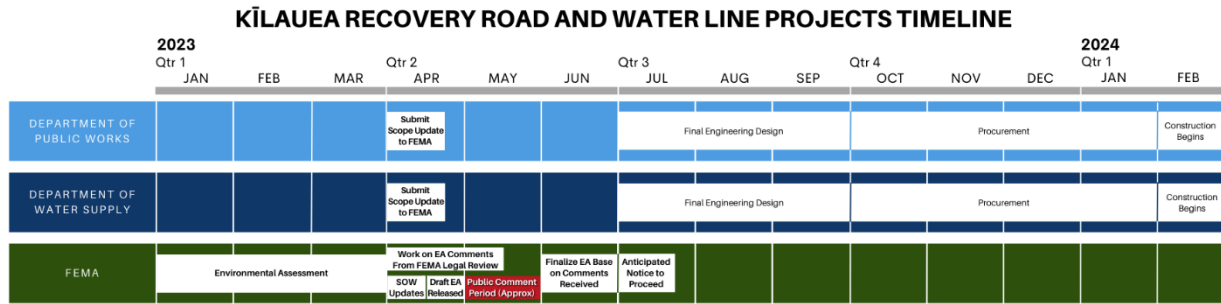 KĪLAUEA RECOVERY ROAD AND WATER LINE PROJECTS TIMELINE
2023
2024
Qtr 1
Qtr 2
Qtr 3
Qtr 4
Qtr 1
JAN FEB MAR APR MAY JUN JUL AUG SEP OCT NOV DEC JAN FEB
DEPARTMENT OF
PUBLIC WORKS
Submit
Scope Update
to FEMA
Final Engineering Design
Procurement
Construction
Begins
DEPARTMENT OF
WATER SUPPLY
Submit
Scope Update
to FEMA
Final Engineering Design
Procurement
Construction
Begins
FEMA
Environmental Assessment
Work on EA Comments
From FEMA Legal Review
SOW
Updates
Draft EA
Released
Public Comment
Period (Approx)
Finalize EA Base
on Comments
Received
Anticipated
Notice to
Proceed